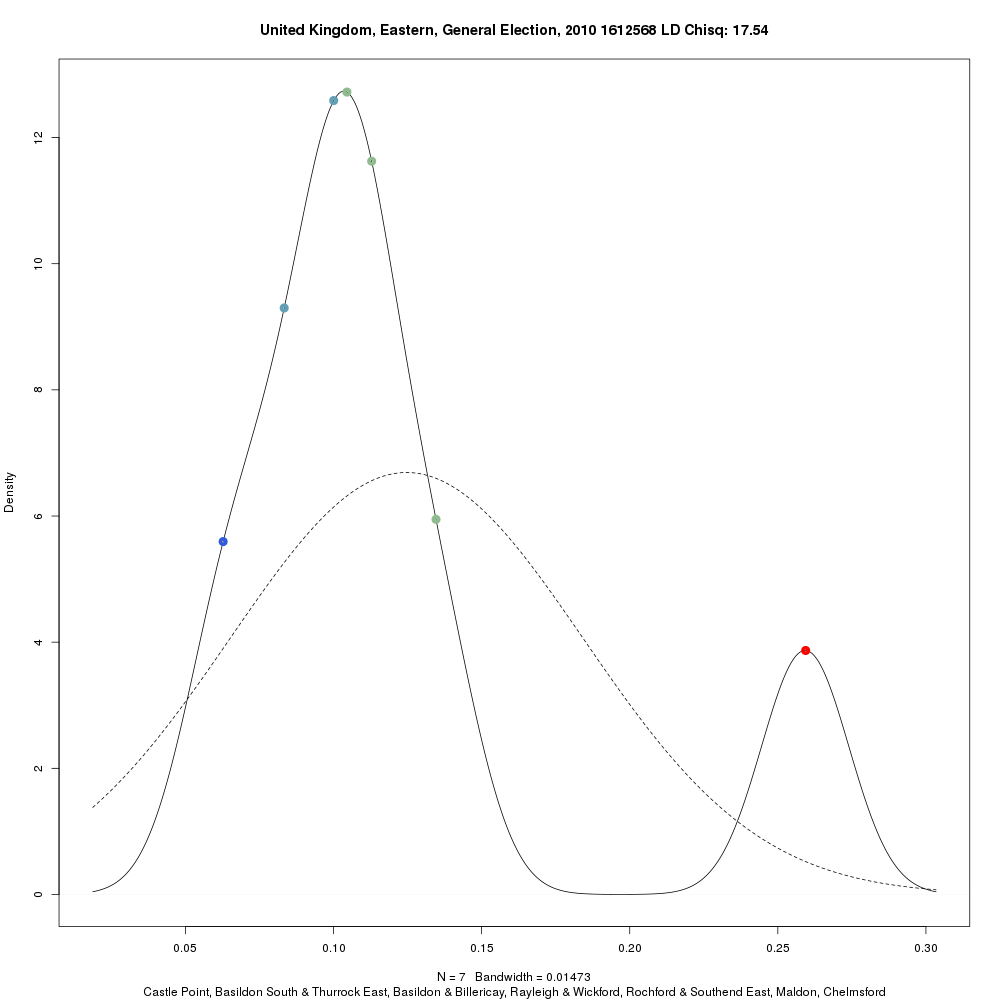 United Kingdom, Eastern, General Election, 2010 1612568 LD Chisq: 17.54
Density
12
10
8
6
4
2
0
0.05 0.10 0.15 0.20 0.25 0.30
N = 7 Bandwidth = 0.01473
Castle Point, Basildon South & Thurrock East, Basildon & Billericay, Rayleigh & Wickford, Rochford & Southend East, Maldon, Chelmsford